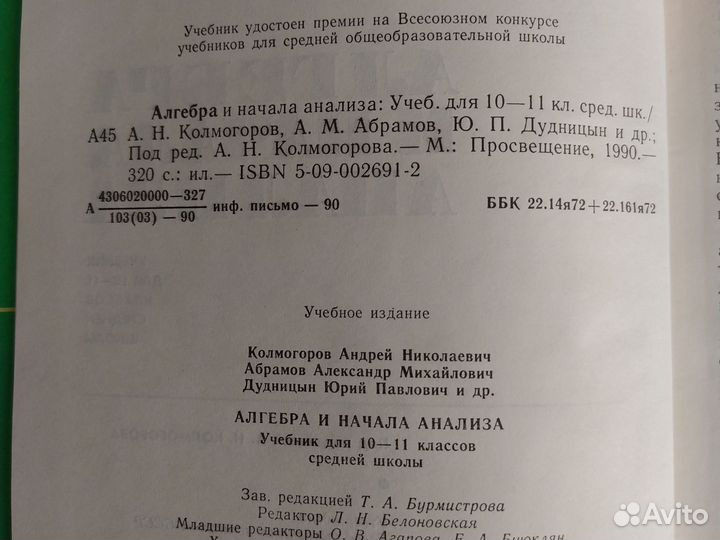 Учебник удостоен премии на Всесоюзном конкурсе
учебников для средней общеобразовательной школы
Алгебра и начала анализа: Учеб. для 10—11 кл. сред. шк./
А45 А. Н. Колмогоров, А. М. Абрамов, Ю. П. Дудницын и др.;
Под ред. А. Н. Колмогорова.— М.: Просвещение, 1990.—
320 с.: ил.— ISBN 5-09-002691-2
А 4306020000—327
103(03) — 90 инф. письмо — 90 ББК 22.14я72+22.161я72
Учебное издание
Колмогоров Андрей Николаевич
Абрамов Александр Михайлович
Дудницын Юрий Павлович и др.
АЛГЕБРА И НАЧАЛА АНАЛИЗА
Учебник для 10—11 классов
средней школы
Зав. редакцией Т. А. Бурмистрова
Редактор Л. Н. Белоновская
Младшие редакторы О. В. Агапова, Е. А.
Avito